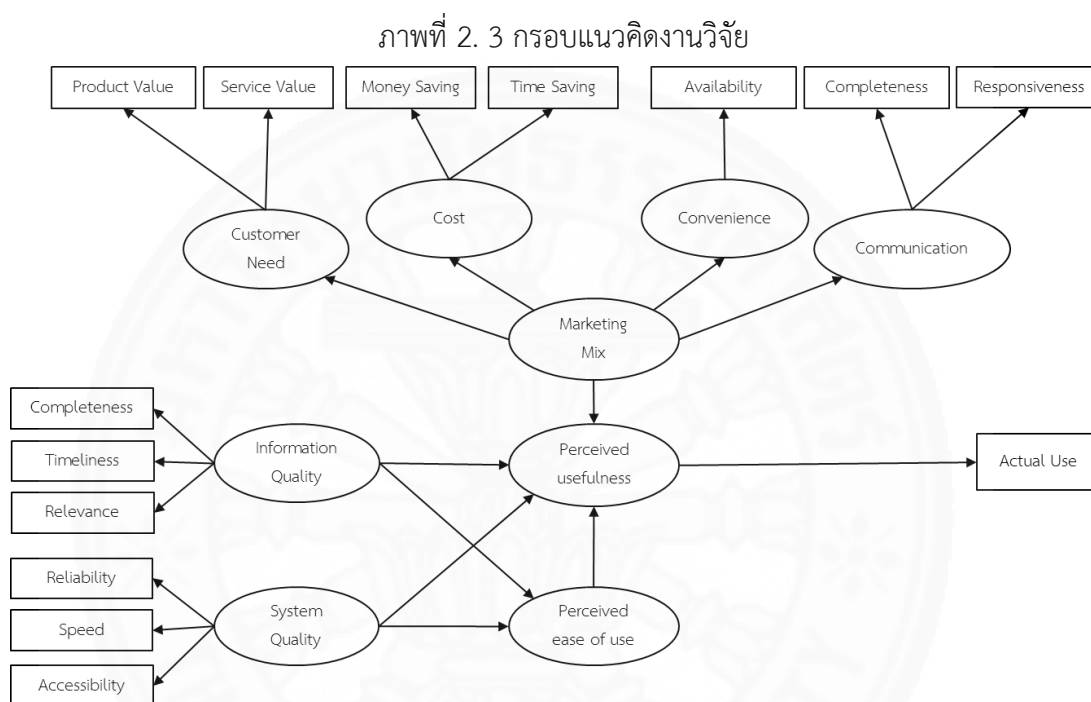 ภาพที่ 2. 3 กรอบแนวคิดงานวิจัย
Product Value
Service Value
Money Saving
Time Saving
Availability
Completeness
Responsiveness
Customer
Need
Cost
Convenience
Communication
Marketing
Mix
Completeness
Timeliness
Relevance
Information
Quality
Perceived
usefulness
Actual Use
Reliability
Speed
Accessibility
System
Quality
Perceived
ease of use